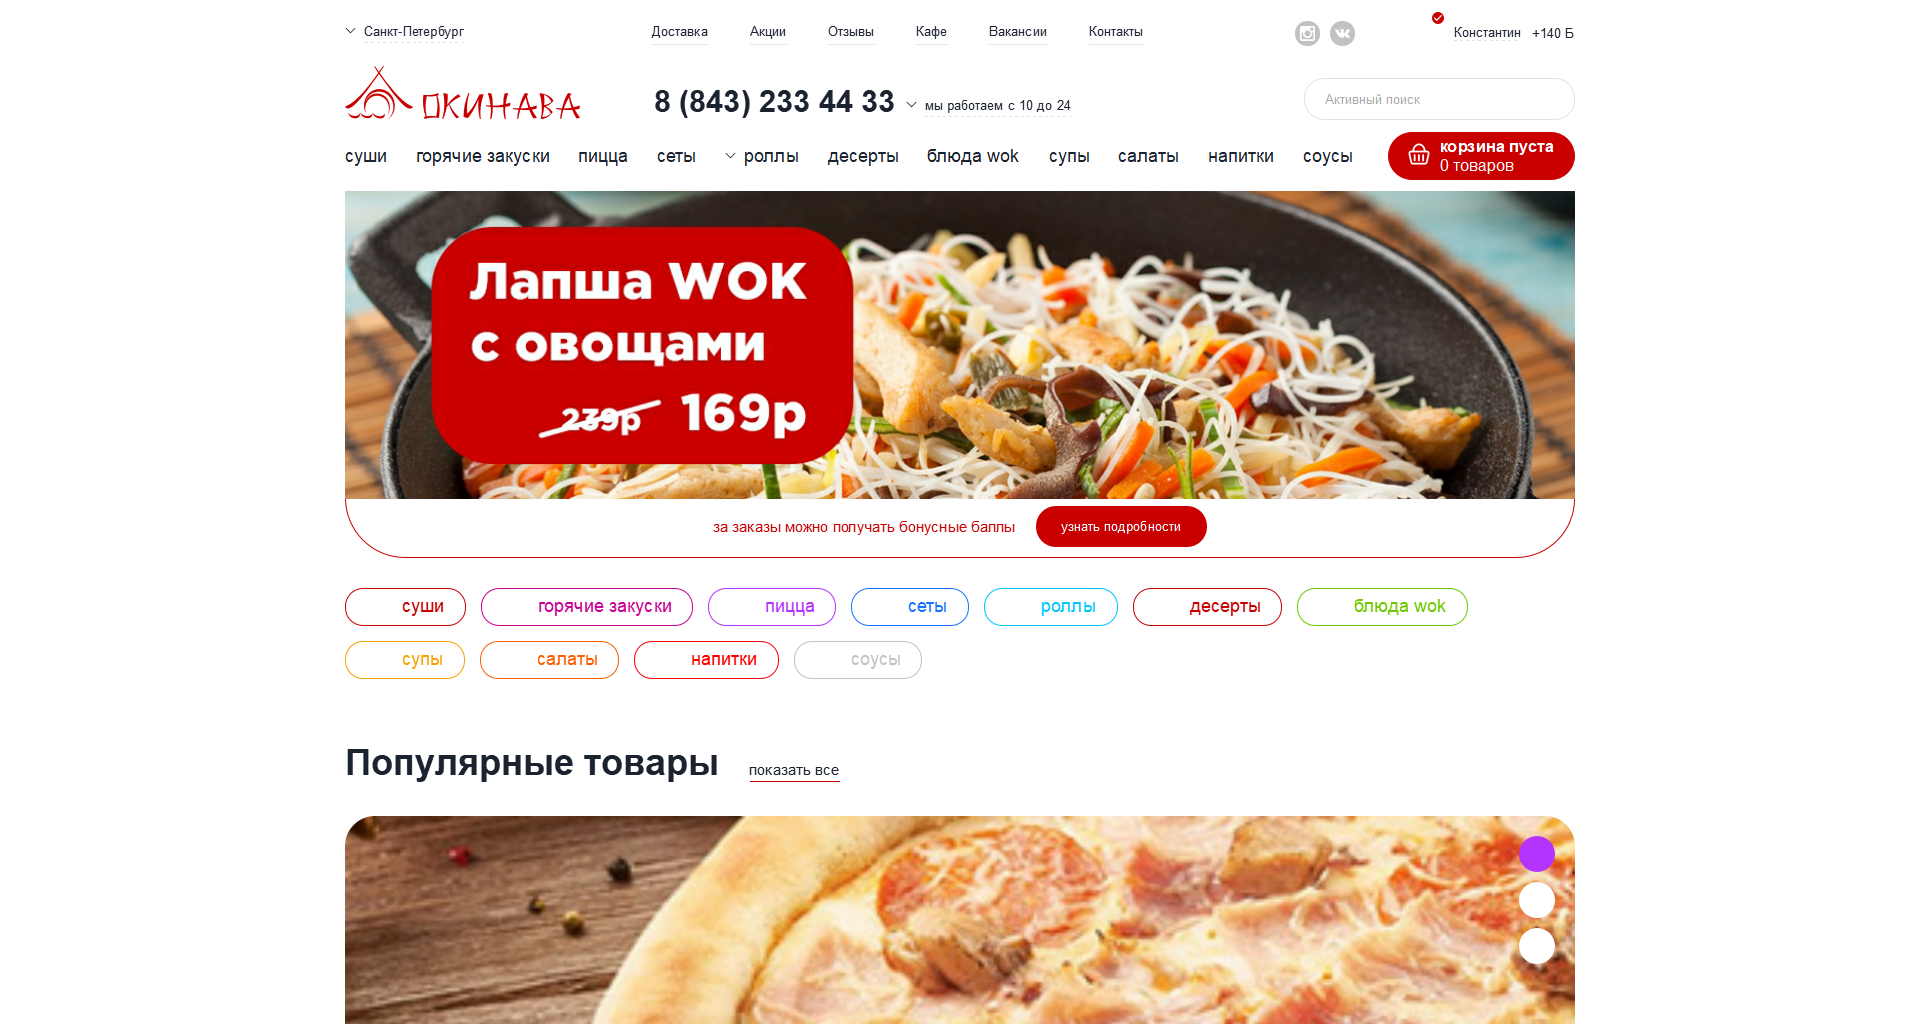 Санкт-Петербург
Доставка Акции Отзывы Кафе Вакансии Контакты
Константин +140 Б
ОКИНАВА
8 (843) 233 44 33
мы работаем с 10 до 24
Активный поиск
суши горячие закуски пицца сеты роллы десерты блюда wok супы салаты напитки соусы
корзина пуста
0 товаров
Лапша WOK
с овощами
239р 169р
за заказы можно получать бонусные баллы
узнать подробности
суши горячие закуски пицца сеты роллы десерты блюда wok
супы салаты напитки соусы
Популярные товары
показать все